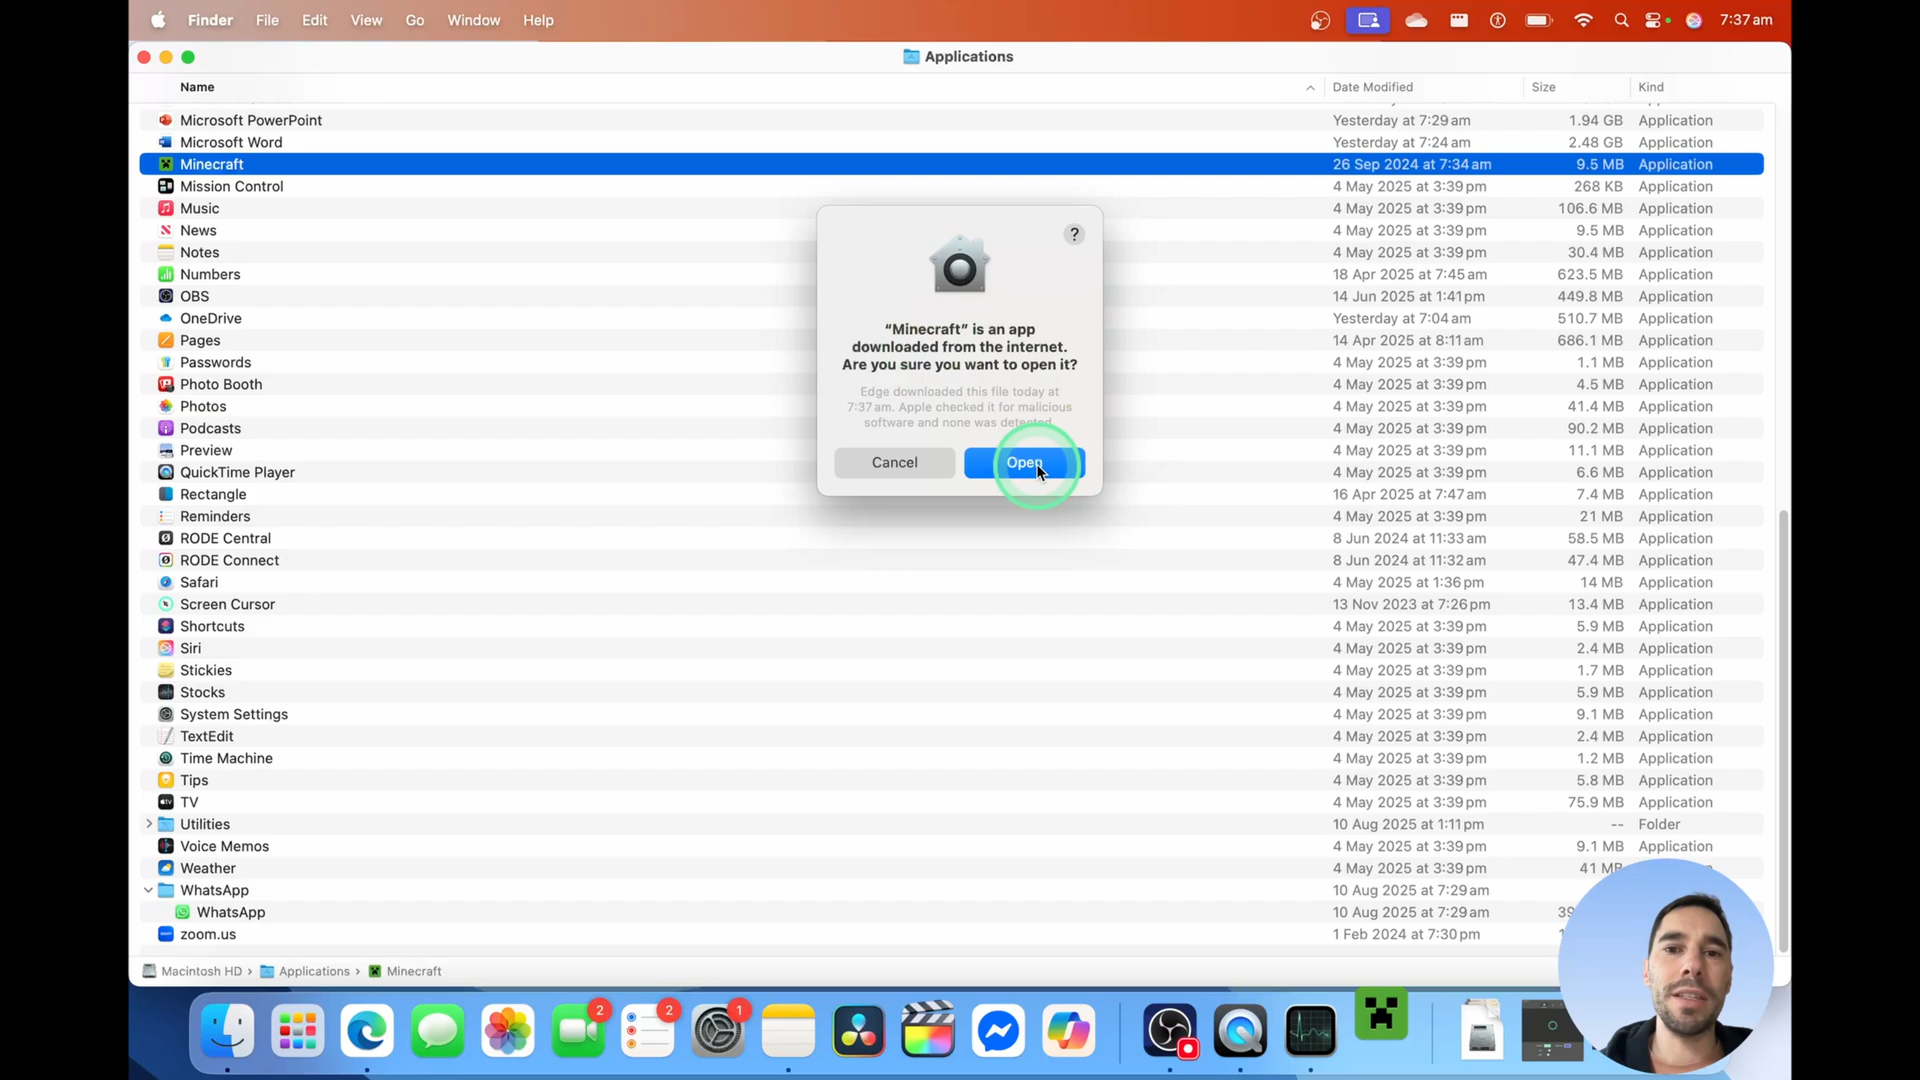 Finder File Edit View Go Window Help 7:37 am
Applications
Name Date Modified Size Kind
Microsoft PowerPoint Yesterday at 7:29 am 1.94 GB Application
Microsoft Word Yesterday at 7:24 am 2.48 GB Application
Minecraft 26 Sep 2024 at 7:34 am 9.5 MB Application
Mission Control 4 May 2025 at 3:39 pm 268 KB Application
Music 4 May 2025 at 3:39 pm 106.6 MB Application
News 4 May 2025 at 3:39 pm 9.5 MB Application
Notes 4 May 2025 at 3:39 pm 30.4 MB Application
Numbers 18 Apr 2025 at 7:45 am 623.5 MB Application
OBS 14 Jun 2025 at 1:41 pm 449.8 MB Application
OneDrive Yesterday at 7:04 am 510.7 MB Application
Pages 14 Apr 2025 at 8:11 am 686.1 MB Application
Passwords 4 May 2025 at 3:39 pm 1.1 MB Application
Photo Booth 4 May 2025 at 3:39 pm 4.5 MB Application
Photos 4 May 2025 at 3:39 pm 41.4 MB Application
Podcasts 4 May 2025 at 3:39 pm 90.2 MB Application
Preview 4 May 2025 at 3:39 pm 11.1 MB Application
QuickTime Player 4 May 2025 at 3:39 pm 6.6 MB Application
Rectangle 16 Apr 2025 at 7:47 am 7.4 MB Application
Reminders 4 May 2025 at 3:39 pm 21 MB Application
RODE Central 8 Jun 2024 at 11:33 am 58.5 MB Application
RODE Connect 8 Jun 2024 at 11:32 am 47.4 MB Application
Safari 4 May 2025 at 1:36 pm 14 MB Application
Screen Cursor 13 Nov 2023 at 7:26 pm 13.4 MB Application
Shortcuts 4 May 2025 at 3:39 pm 5.9 MB Application
Siri 4 May 2025 at 3:39 pm 2.4 MB Application
Stickies 4 May 2025 at 3:39 pm 1.7 MB Application
Stocks 4 May 2025 at 3:39 pm 5.9 MB Application
System Settings 4 May 2025 at 3:39 pm 9.1 MB Application
TextEdit 4 May 2025 at 3:39 pm 2.4 MB Application
Time Machine 4 May 2025 at 3:39 pm 1.2 MB Application
Tips 4 May 2025 at 3:39 pm 5.8 MB Application
TV 4 May 2025 at 3:39 pm 75.9 MB Application
Utilities 10 Aug 2025 at 1:11 pm -- Folder
Voice Memos 4 May 2025 at 3:39 pm 9.1 MB Application
Weather 4 May 2025 at 3:39 pm 41 MB
WhatsApp 10 Aug 2025 at 7:29 am
WhatsApp 10 Aug 2025 at 7:29 am
zoom.us 1 Feb 2024 at 7:30 pm
?
“Minecraft” is an app
downloaded from the internet.
Are you sure you want to open it?
Edge downloaded this file today at
7:37 am. Apple checked it for malicious
software and none was detected.
Cancel Open
Macintosh HD › Applications › Minecraft
2 2 1